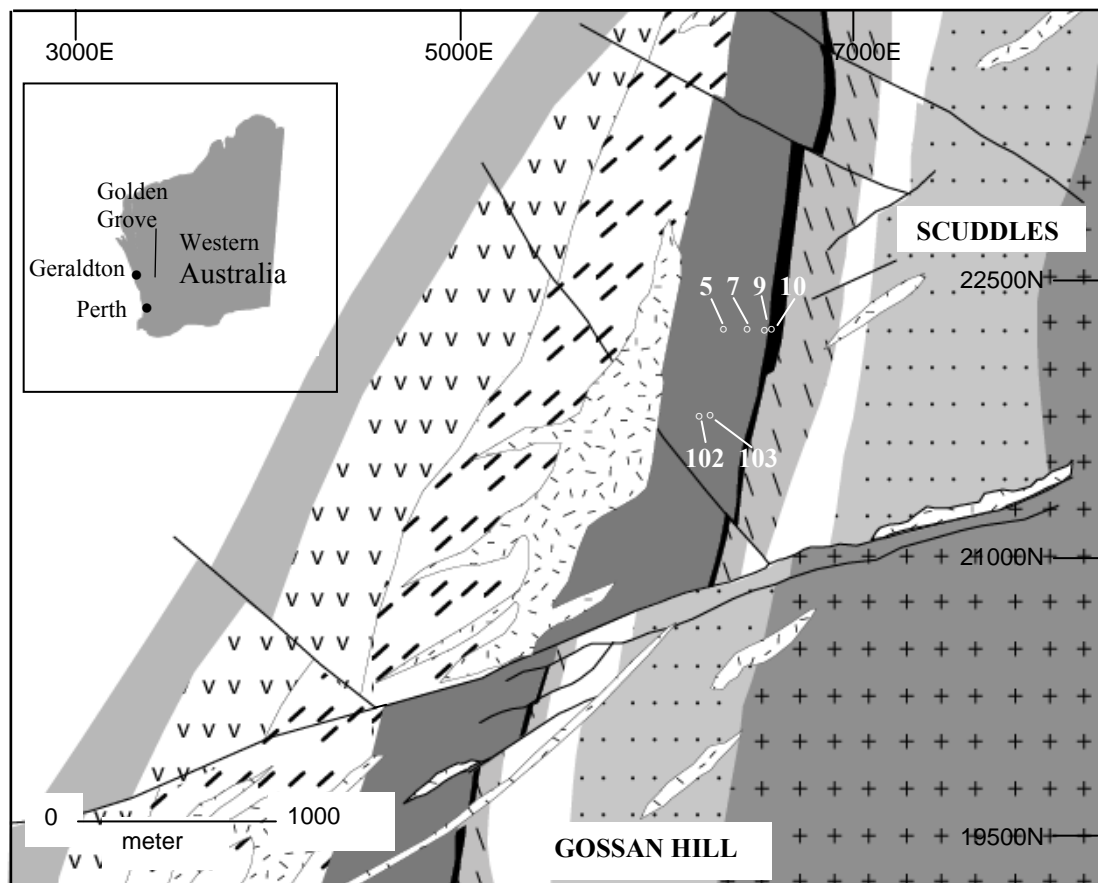 3000E
5000E
7000E
Golden
Grove
Western
Australia
Geraldton
Perth
SCUDDLES
22500N
5 7 9 10
102 103
21000N
0 1000
meter
GOSSAN HILL
19500N